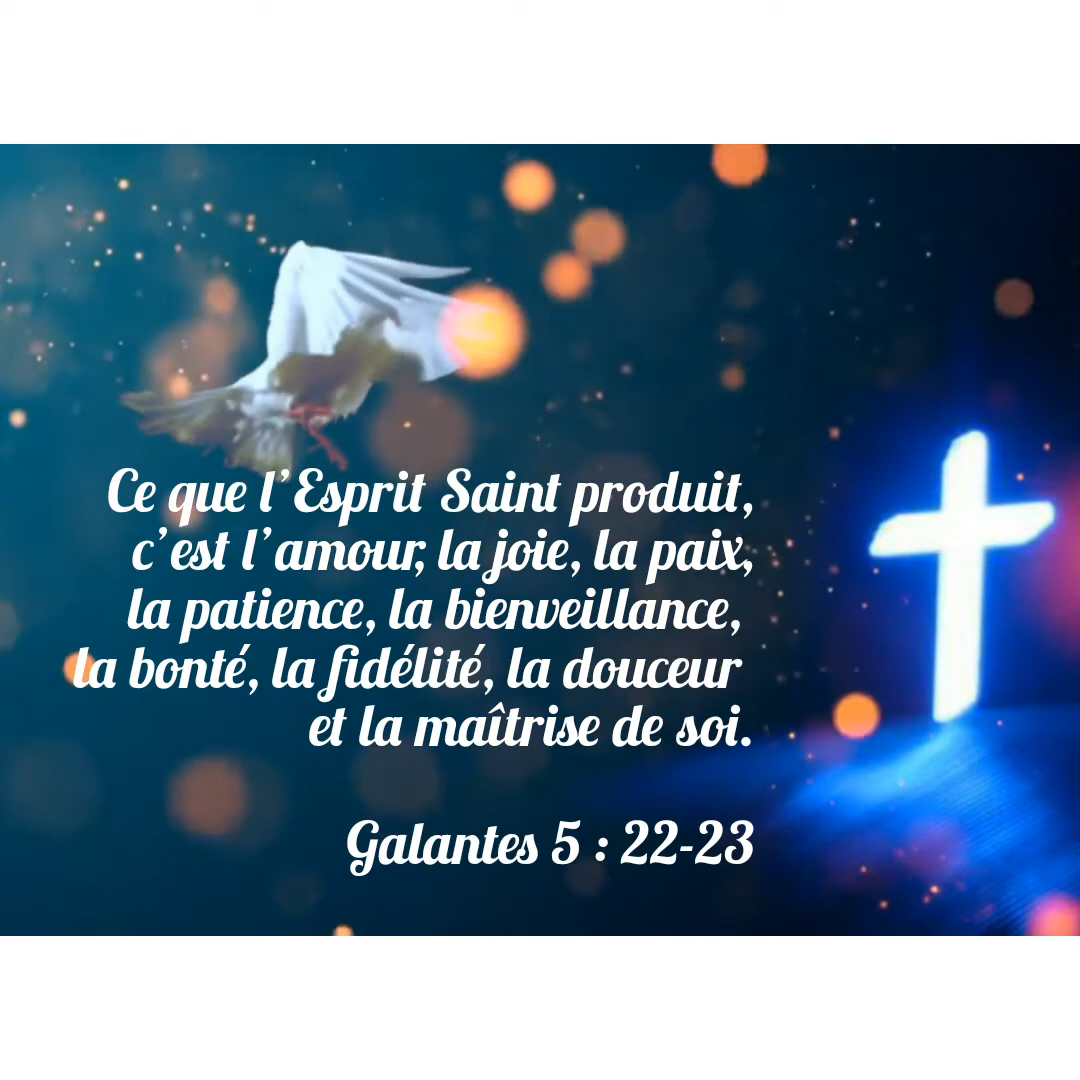 Ce que l’Esprit Saint produit,
c’est l’amour, la joie, la paix,
la patience, la bienveillance,
la bonté, la fidélité, la douceur
et la maîtrise de soi.
Galantes 5 : 22-23